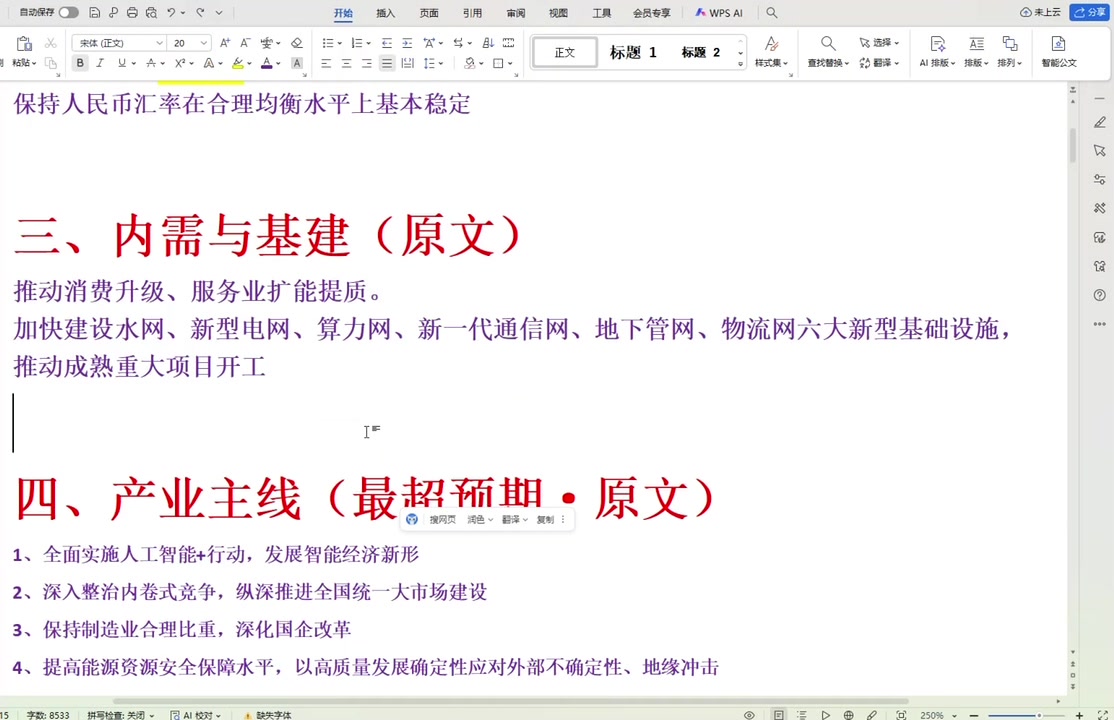 自动保存 开始 插入 页面 引用 审阅 视图 工具 会员专享 WPS AI 未上云 分享
粘贴 宋体 (正文) 20 正文 标题 1 标题 2 样式集 查找替换 选择 翻译 AI 排版 排版 排列 智能公文
保持人民币汇率在合理均衡水平上基本稳定
三、内需与基建（原文）
推动消费升级、服务业扩能提质。
加快建设水网、新型电网、算力网、新一代通信网、地下管网、物流网六大新型基础设施，
推动成熟重大项目开工
四、产业主线（最超预期•原文）
搜网页 润色 翻译 复制
1、全面实施人工智能+行动，发展智能经济新形
2、深入整治内卷式竞争，纵深推进全国统一大市场建设
3、保持制造业合理比重，深化国企改革
4、提高能源资源安全保障水平，以高质量发展确定性应对外部不确定性、地缘冲击
15 字数: 8533 拼写检查: 关闭 AI 校对 缺失字体 250%